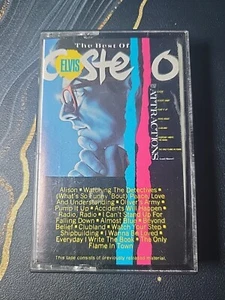 The Best Of
ELVIS
COSTELLO
ATTRACTIONS
Alison • Watching The Detectives •
(What's So Funny 'Bout) Peace, Love
And Understanding • Oliver's Army •
Pump It Up • Accidents Will Happen •
Radio, Radio • I Can't Stand Up For
Falling Down • Almost Blue • Beyond
Belief • Clubland • Watch Your Step •
Shipbuilding • I Wanna Be Loved •
Everyday I Write The Book • The Only
Flame In Town
This tape consists of previously released material.